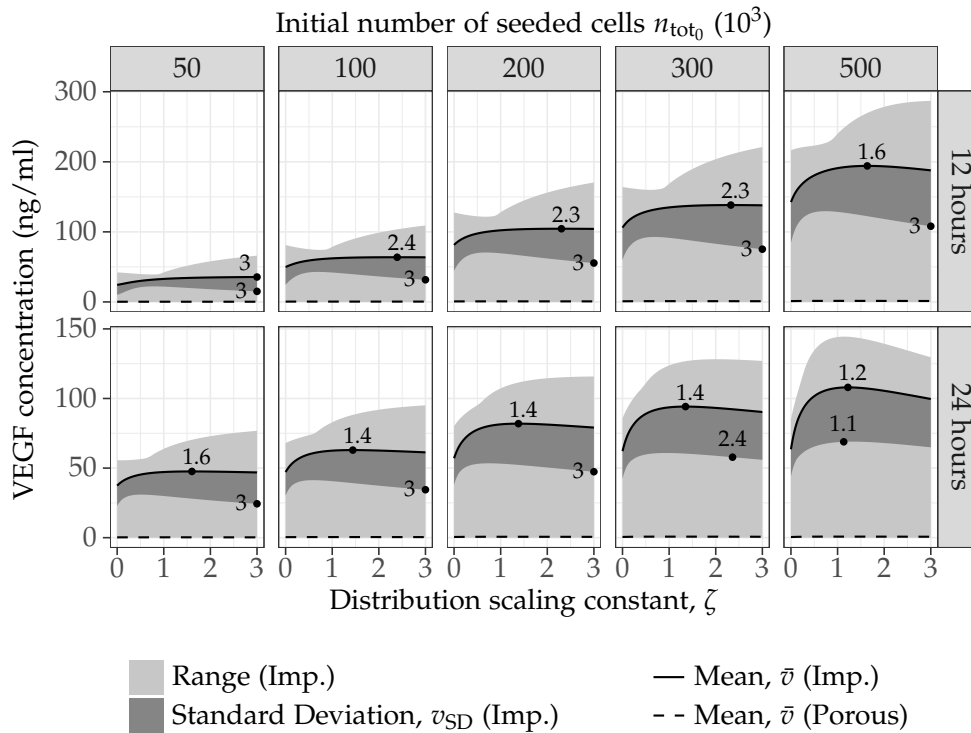 Initial number of seeded cells n_tot₀ (10³)
50 100 200 300 500
300
200
100
0
VEGF concentration (ng/ml)
12 hours
3
3
2.4
3
2.3
3
2.3
3
1.6
3
150
100
50
0
24 hours
1.6
3
1.4
3
1.4
3
1.4
2.4
1.2
1.1
0 1 2 3 0 1 2 3 0 1 2 3 0 1 2 3 0 1 2 3
Distribution scaling constant, ζ
Range (Imp.)
Standard Deviation, v_SD (Imp.)
Mean, v̄ (Imp.)
Mean, v̄ (Porous)